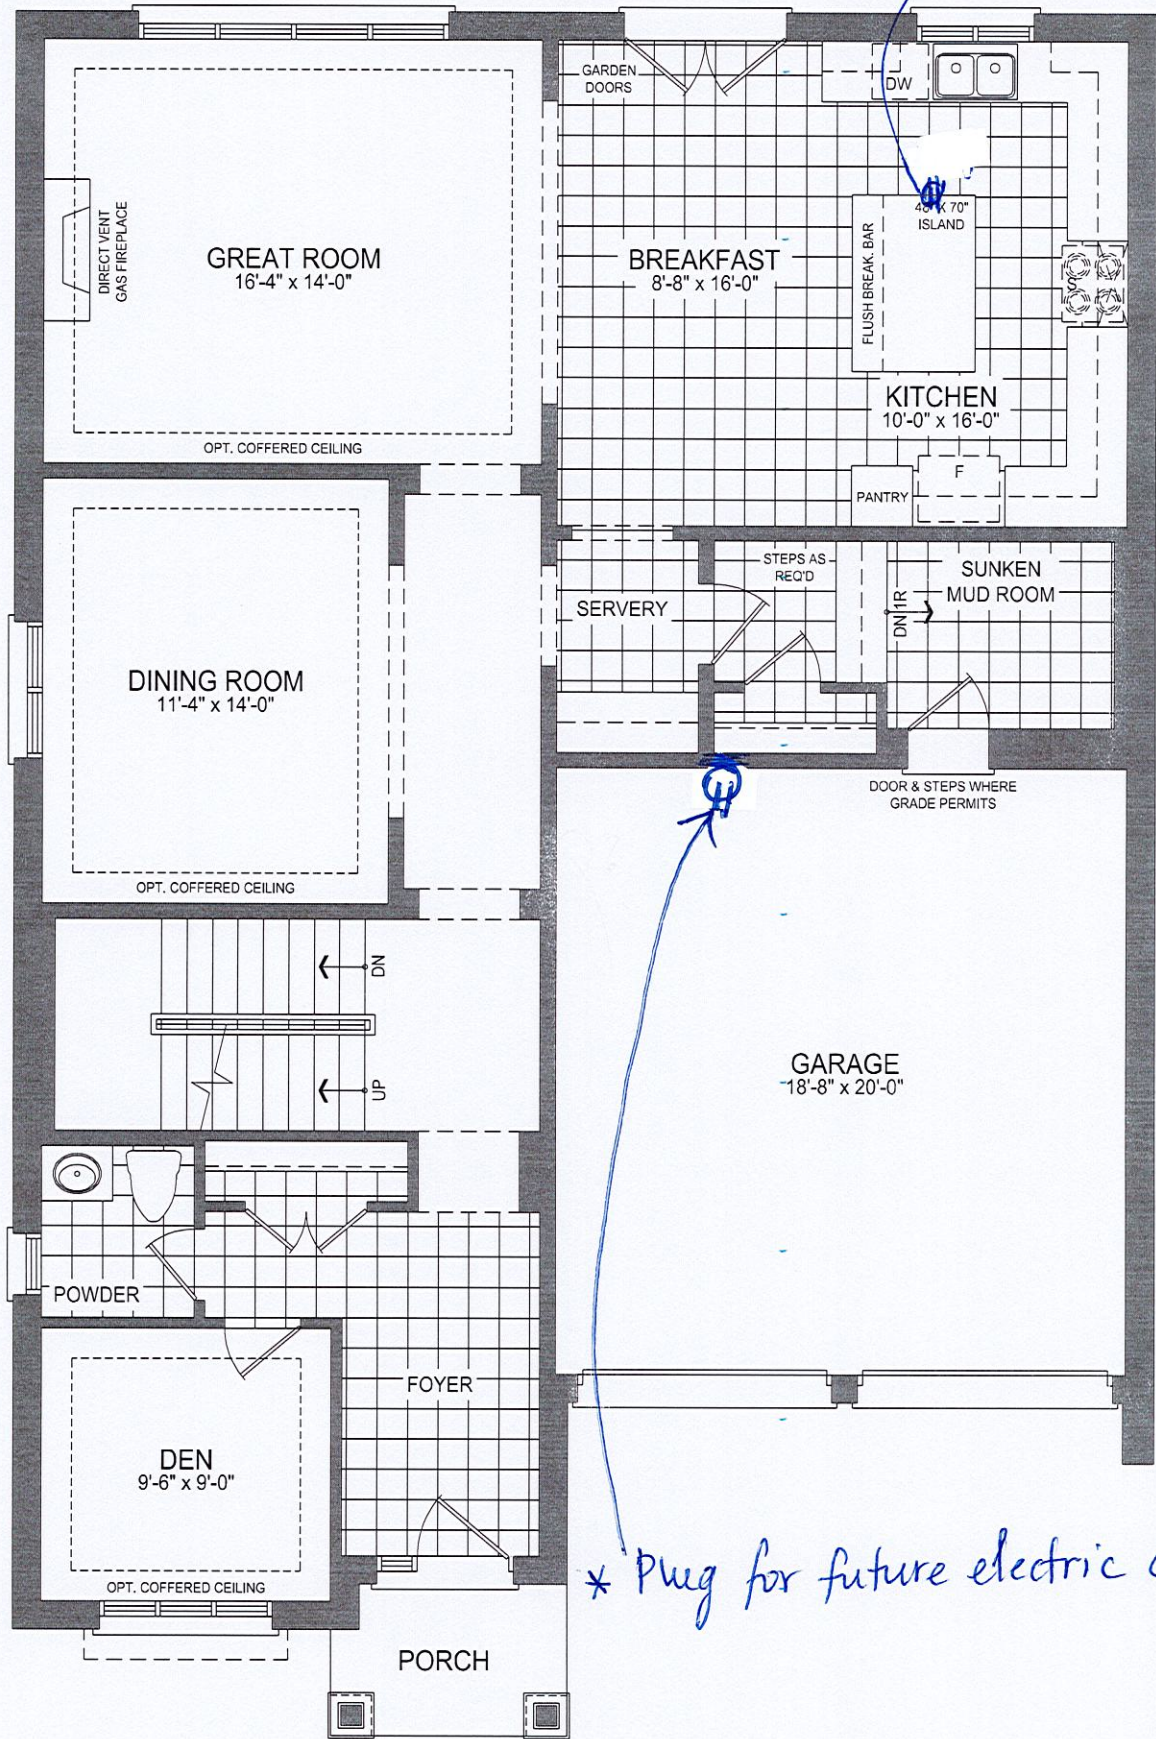 GARDEN
DOORS
DW
DIRECT VENT
GAS FIREPLACE
GREAT ROOM
16'-4" x 14'-0"
BREAKFAST
8'-8" x 16'-0"
FLUSH BREAK. BAR
X 70"
ISLAND
S
KITCHEN
10'-0" x 16'-0"
OPT. COFFERED CEILING
PANTRY
F
STEPS AS
REQ'D
SUNKEN
MUD ROOM
DN 1R
SERVERY
DINING ROOM
11'-4" x 14'-0"
DOOR & STEPS WHERE
GRADE PERMITS
OPT. COFFERED CEILING
DN
UP
GARAGE
18'-8" x 20'-0"
POWDER
FOYER
DEN
9'-6" x 9'-0"
OPT. COFFERED CEILING
* Plug for future electric
PORCH